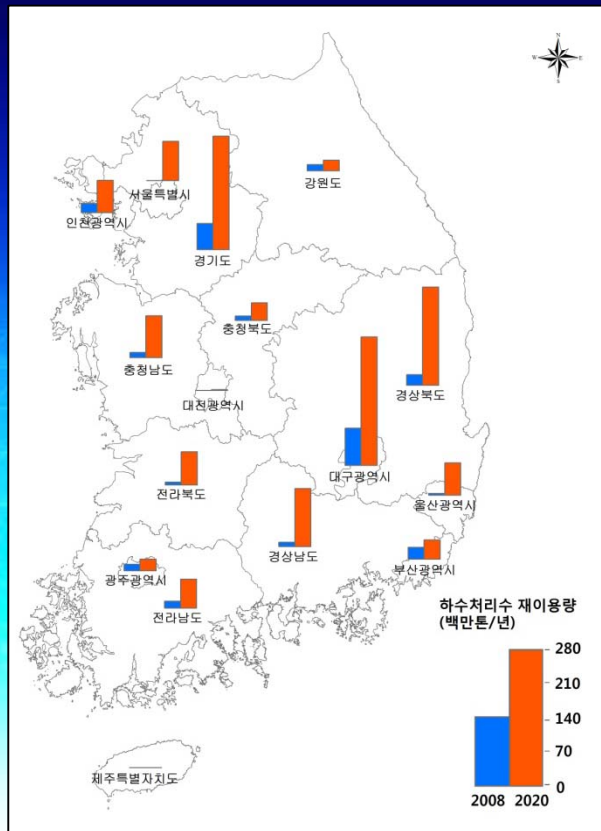 N
W
E
S
서울특별시
강원도
인천광역시
경기도
충청북도
충청남도
대전광역시
경상북도
대구광역시
전라북도
울산광역시
경상남도
부산광역시
광주광역시
전라남도
하수처리수 재이용량
(백만톤/년)
280
210
140
70
0
2008 2020
제주특별자치도